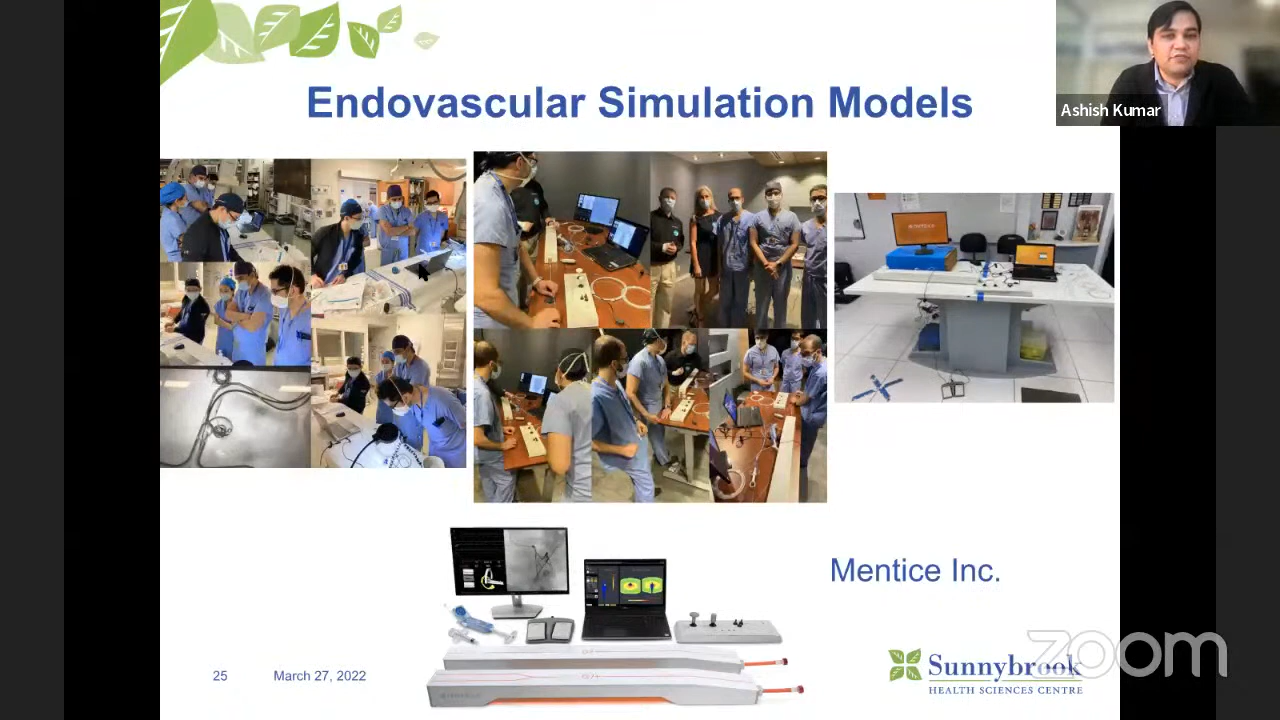 Endovascular Simulation Models
Ashish Kumar
Mentice Inc.
25
March 27, 2022
Sunnybrook
HEALTH SCIENCES CENTRE
zoom